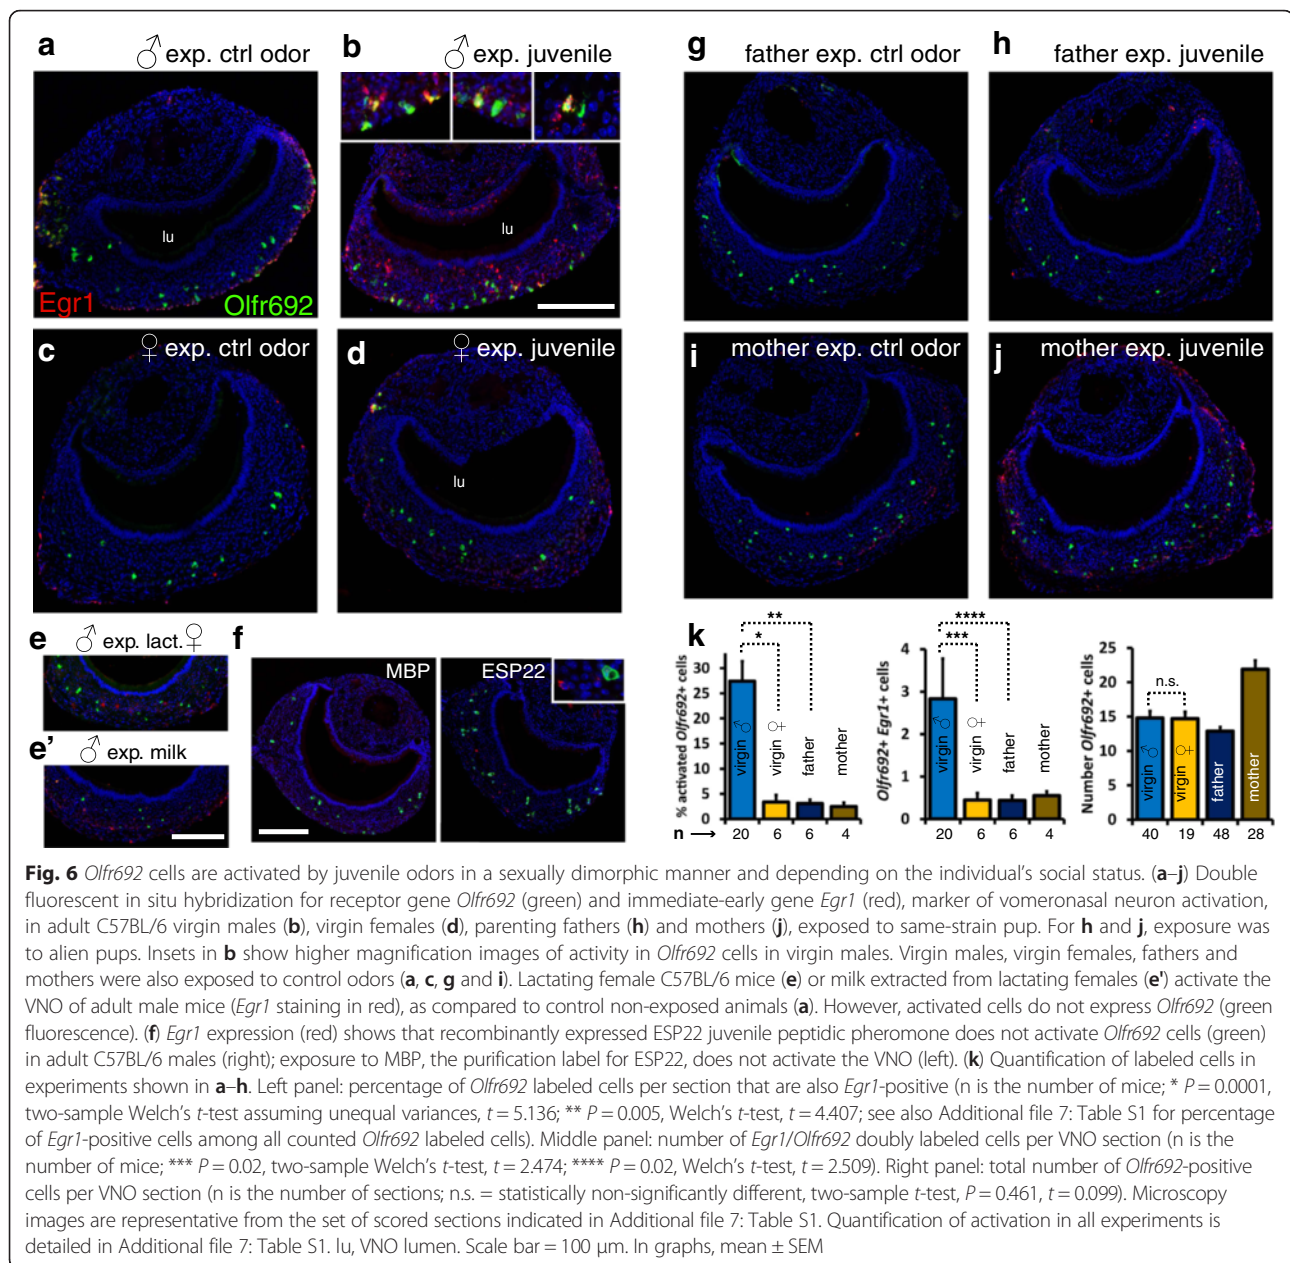 a ♂ exp. ctrl odor
lu
Egr1 Olfr692
b ♂ exp. juvenile
lu
c ♀ exp. ctrl odor
d ♀ exp. juvenile
lu
e ♂ exp. lact. ♀
e' ♂ exp. milk
f MBP ESP22
g father exp. ctrl odor
h father exp. juvenile
i mother exp. ctrl odor
j mother exp. juvenile
k
% activated Olfr692+ cells
30
25
20
15
10
5
0
**
*
virgin ♂
virgin ♀
father
mother
n → 20 6 6 4
Olfr692+ Egr1+ cells
4
3
2
1
0
****
***
virgin ♂
virgin ♀
father
mother
20 6 6 4
Number Olfr692+ cells
25
20
15
10
5
0
n.s.
virgin ♂
virgin ♀
father
mother
40 19 48 28
Fig. 6 Olfr692 cells are activated by juvenile odors in a sexually dimorphic manner and depending on the individual's social status. (a–j) Double
fluorescent in situ hybridization for receptor gene Olfr692 (green) and immediate-early gene Egr1 (red), marker of vomeronasal neuron activation,
in adult C57BL/6 virgin males (b), virgin females (d), parenting fathers (h) and mothers (j), exposed to same-strain pup. For h and j, exposure was
to alien pups. Insets in b show higher magnification images of activity in Olfr692 cells in virgin males. Virgin males, virgin females, fathers and
mothers were also exposed to control odors (a, c, g and i). Lactating female C57BL/6 mice (e) or milk extracted from lactating females (e') activate the
VNO of adult male mice (Egr1 staining in red), as compared to control non-exposed animals (a). However, activated cells do not express Olfr692 (green
fluorescence). (f) Egr1 expression (red) shows that recombinantly expressed ESP22 juvenile peptidic pheromone does not activate Olfr692 cells (green)
in adult C57BL/6 males (right); exposure to MBP, the purification label for ESP22, does not activate the VNO (left). (k) Quantification of labeled cells in
experiments shown in a–h. Left panel: percentage of Olfr692 labeled cells per section that are also Egr1-positive (n is the number of mice; * P = 0.0001,
two-sample Welch's t-test assuming unequal variances, t = 5.136; ** P = 0.005, Welch's t-test, t = 4.407; see also Additional file 7: Table S1 for percentage
of Egr1-positive cells among all counted Olfr692 labeled cells). Middle panel: number of Egr1/Olfr692 doubly labeled cells per VNO section (n is the
number of mice; *** P = 0.02, two-sample Welch's t-test, t = 2.474; **** P = 0.02, Welch's t-test, t = 2.509). Right panel: total number of Olfr692-positive
cells per VNO section (n is the number of sections; n.s. = statistically non-significantly different, two-sample t-test, P = 0.461, t = 0.099). Microscopy
images are representative from the set of scored sections indicated in Additional file 7: Table S1. Quantification of activation in all experiments is
detailed in Additional file 7: Table S1. lu, VNO lumen. Scale bar = 100 μm. In graphs, mean ± SEM